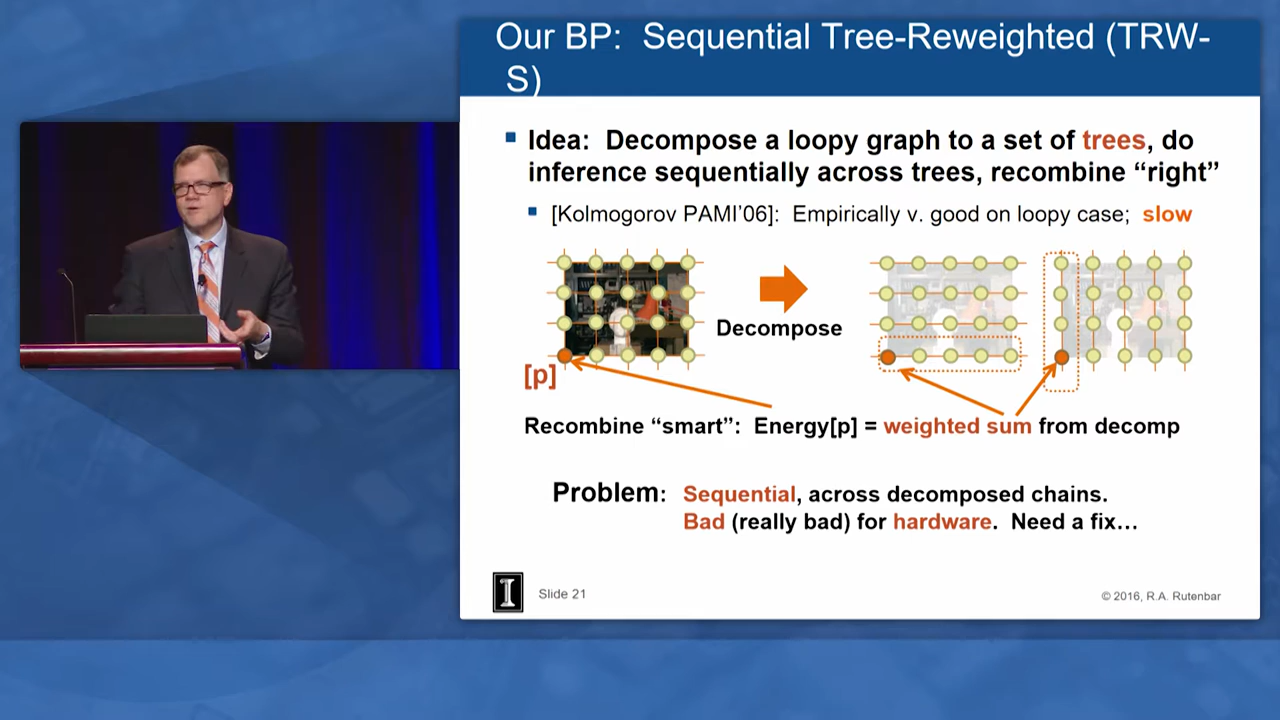 Our BP: Sequential Tree-Reweighted (TRW-
S)
Idea: Decompose a loopy graph to a set of trees, do
inference sequentially across trees, recombine “right”
[Kolmogorov PAMI’06]: Empirically v. good on loopy case; slow
Decompose
[p]
Recombine “smart”: Energy[p] = weighted sum from decomp
Problem: Sequential, across decomposed chains.
Bad (really bad) for hardware. Need a fix…
I
Slide 21
© 2016, R.A. Rutenbar